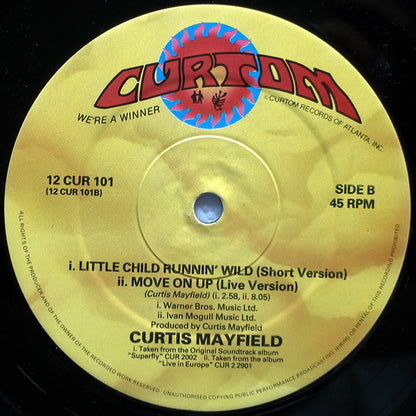 CURTOM
WE'RE A WINNER
CURTOM RECORDS OF ATLANTA, INC.
12 CUR 101
(12 CUR 101B)
SIDE B
45 RPM
i. LITTLE CHILD RUNNIN' WILD (Short Version)
ii. MOVE ON UP (Live Version)
(Curtis Mayfield) (i. 2.58, ii. 8.05)
i. Warner Bros. Music Ltd.
ii. Ivan Mogull Music Ltd.
Produced by Curtis Mayfield
CURTIS MAYFIELD
i. Taken from the Original Soundtrack album
"Superfly" CUR 2002 ii. Taken from the album
"Live in Europe" CUR 2 2901
ALL RIGHTS OF THE PRODUCER AND OF THE OWNER OF THE RECORDED WORK RESERVED. UNAUTHORISED COPYING PUBLIC PERFORMANCE BROADCASTING HIRING OR RENTAL OF THIS RECORDING PROHIBITED